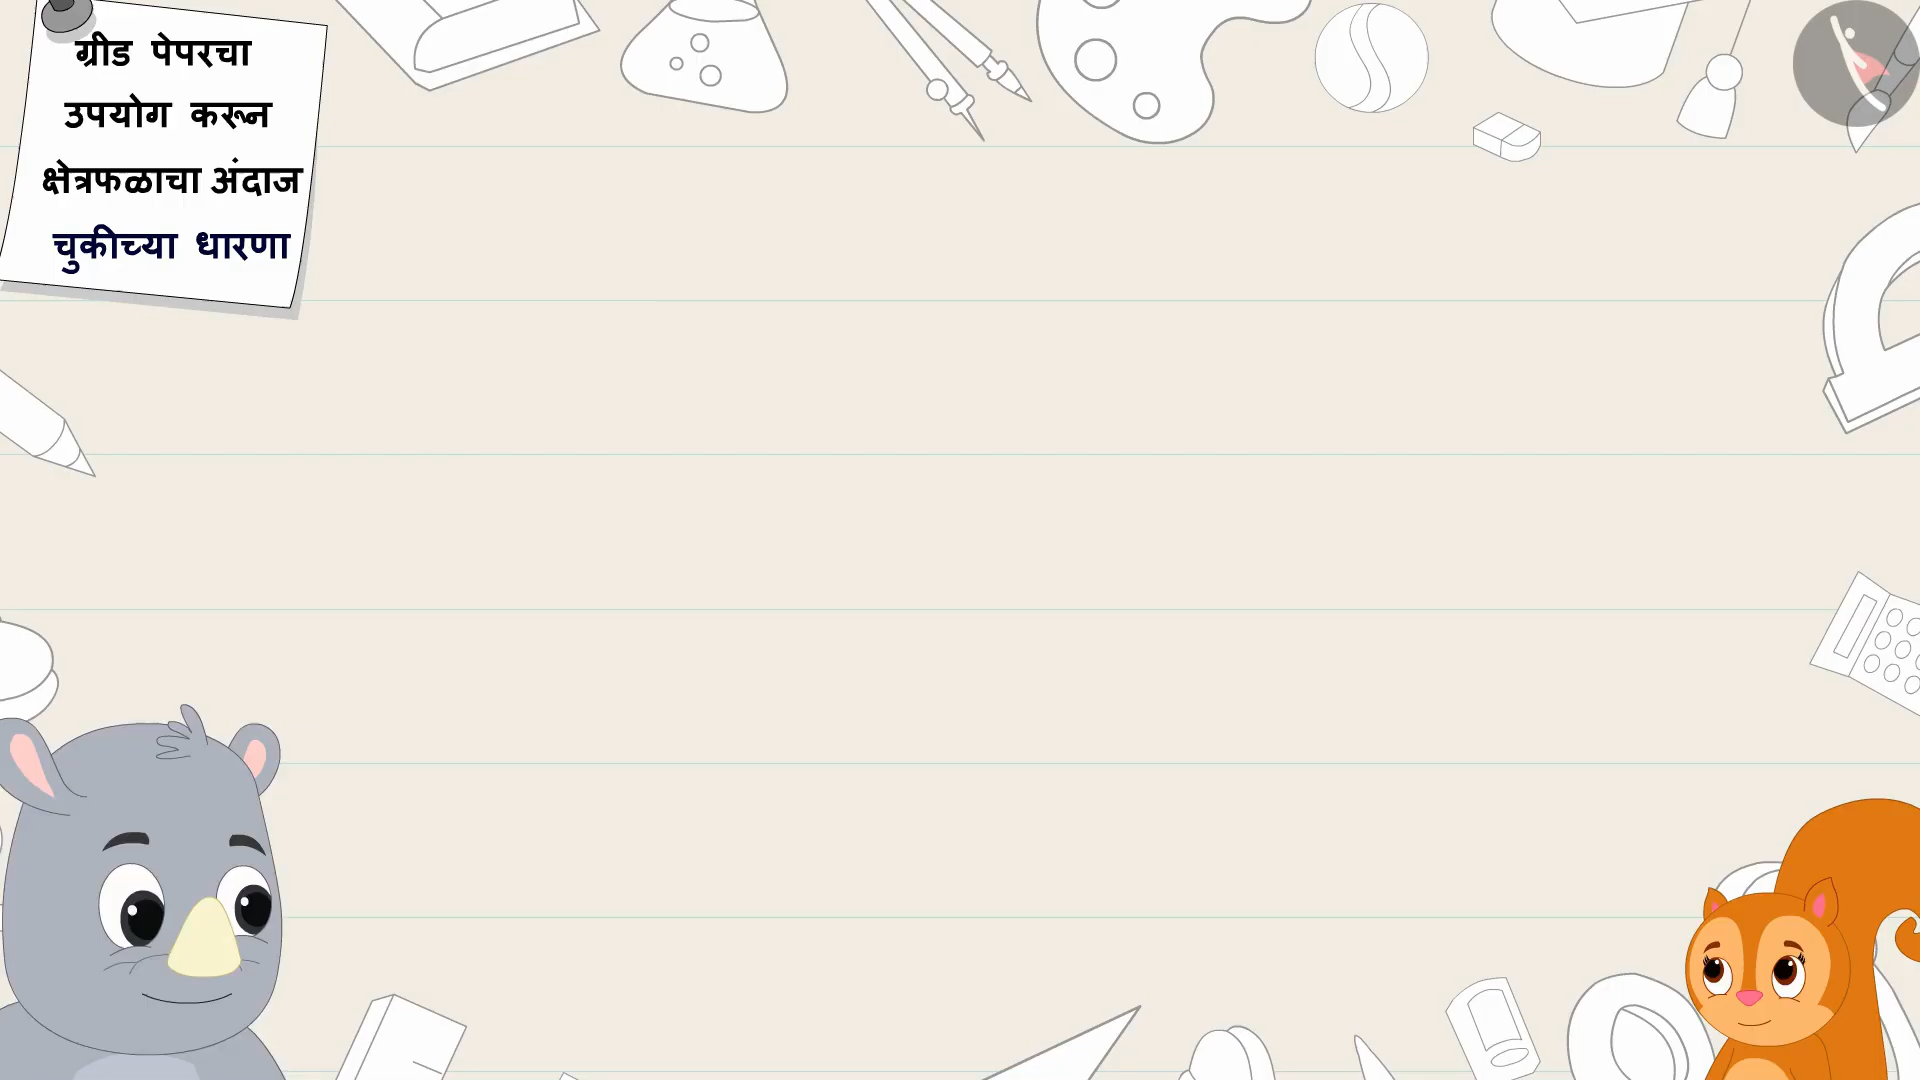 ग्रीड पेपरचा
उपयोग करून
क्षेत्रफळाचा अंदाज
चुकीच्या धारणा